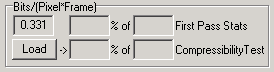 Bits/(Pixel*Frame)
0.331 % of First Pass Stats
Load -> % of CompressibilityTest